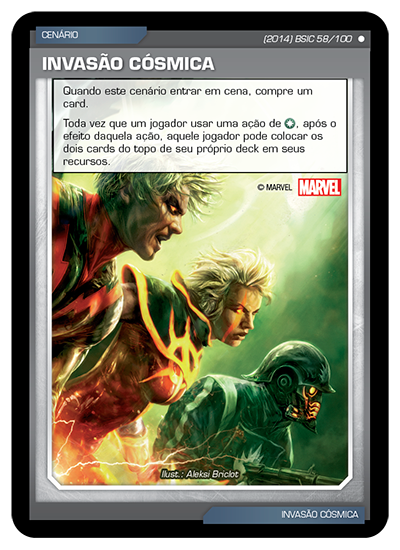 CENÁRIO
(2014) BSIC 58/100 ●
INVASÃO CÓSMICA
Quando este cenário entrar em cena, compre um
card.
Toda vez que um jogador usar uma ação de , após o
efeito daquela ação, aquele jogador pode colocar os
dois cards do topo de seu próprio deck em seus
recursos.
© MARVEL MARVEL
Ilust.: Aleksi Briclot
INVASÃO CÓSMICA